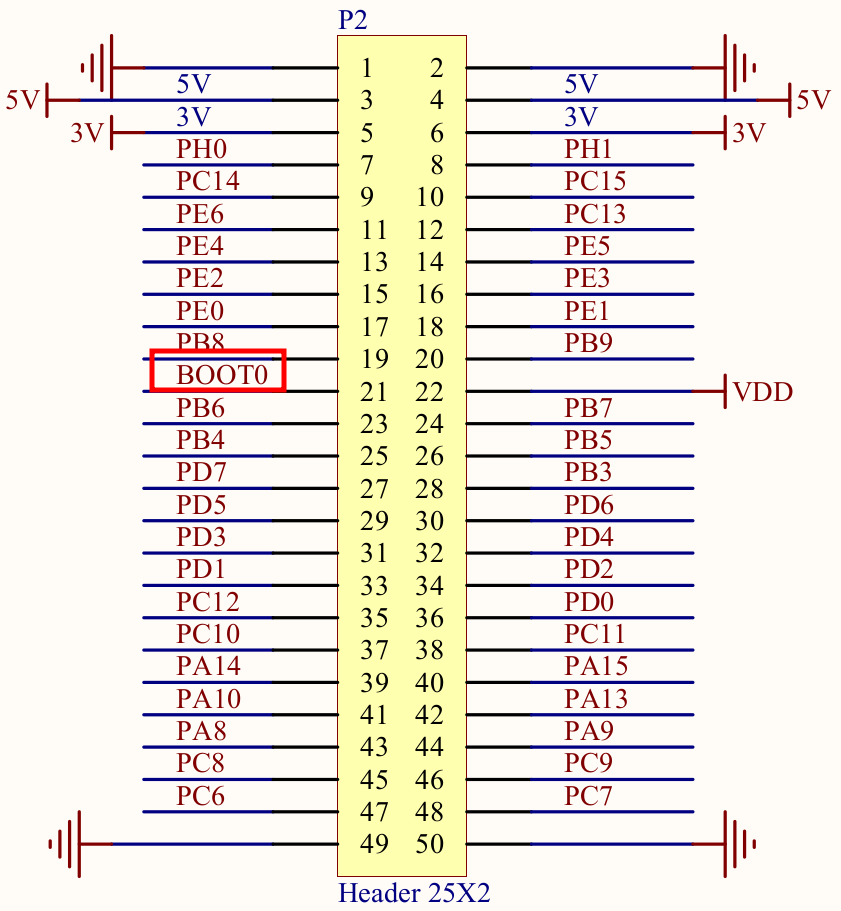 P2
1 2
5V 5V
5V 3 4 5V
3V 3V
3V 5 6 3V
PH0 PH1
7 8
PC14 PC15
9 10
PE6 PC13
11 12
PE4 PE5
13 14
PE2 PE3
15 16
PE0 PE1
17 18
PB8 PB9
19 20
BOOT0
21 22 VDD
PB6 PB7
23 24
PB4 PB5
25 26
PD7 PB3
27 28
PD5 PD6
29 30
PD3 PD4
31 32
PD1 PD2
33 34
PC12 PD0
35 36
PC10 PC11
37 38
PA14 PA15
39 40
PA10 PA13
41 42
PA8 PA9
43 44
PC8 PC9
45 46
PC6 PC7
47 48
49 50
Header 25X2